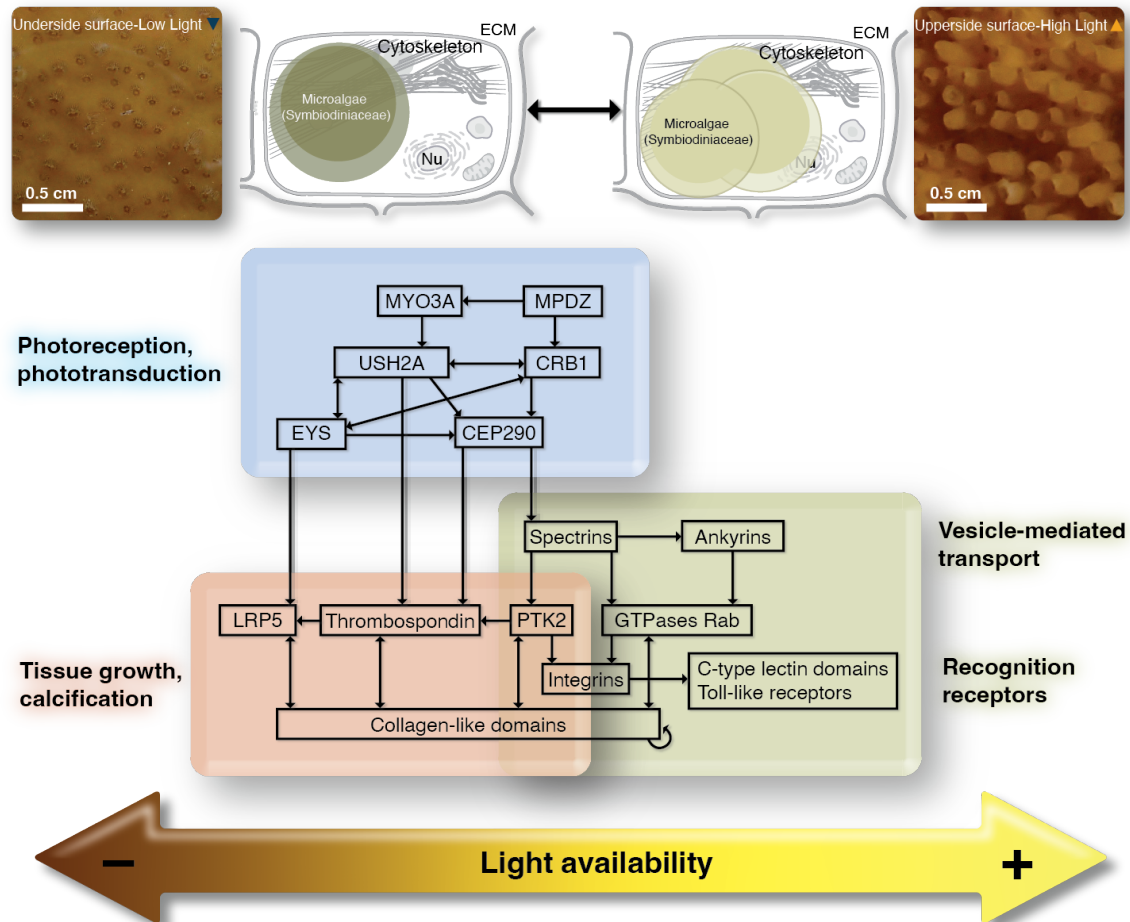 Underside surface-Low Light
0.5 cm
ECM
Cytoskeleton
Microalgae
(Symbiodiniaceae)
Nu
ECM
Cytoskeleton
Microalgae
(Symbiodiniaceae)
Nu
Upperside surface-High Light
0.5 cm
Photoreception,
phototransduction
MYO3A
MPDZ
USH2A
CRB1
EYS
CEP290
Spectrins
Ankyrins
Vesicle-mediated
transport
LRP5
Thrombospondin
PTK2
GTPases Rab
Tissue growth,
calcification
Integrins
C-type lectin domains
Toll-like receptors
Recognition
receptors
Collagen-like domains
−
Light availability
+